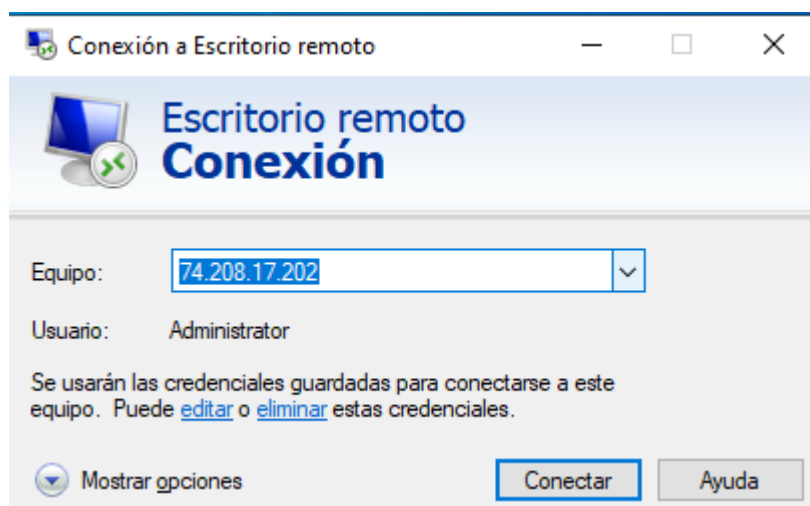 Conexión a Escritorio remoto
Escritorio remoto
Conexión
Equipo: 74.208.17.202
Usuario: Administrator
Se usarán las credenciales guardadas para conectarse a este
equipo. Puede editar o eliminar estas credenciales.
Mostrar opciones Conectar Ayuda